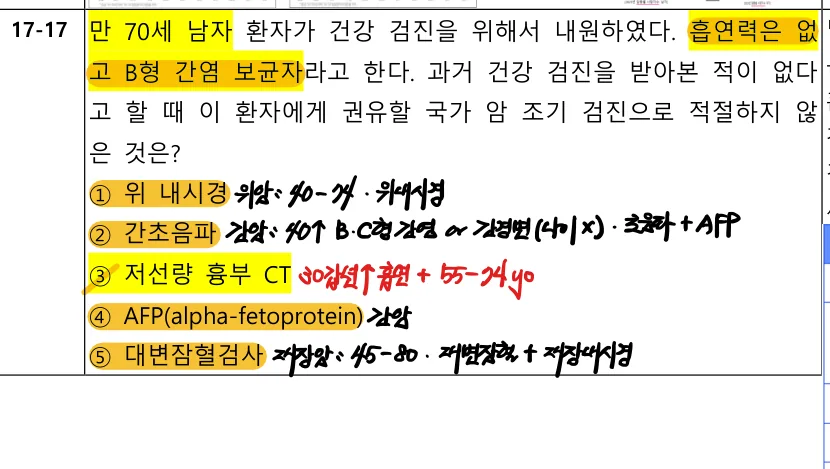 17-17
만 70세 남자 환자가 건강 검진을 위해서 내원하였다. 흡연력은 없
고 B형 간염 보균자라고 한다. 과거 건강 검진을 받아본 적이 없다
고 할 때 이 환자에게 권유할 국가 암 조기 검진으로 적절하지 않
은 것은?
① 위 내시경 위암: 40-74 · 위내시경
② 간초음파 간암: 40↑ B·C형 간염 or 간경변(나이X) · 초음파 + AFP
③ 저선량 흉부 CT 30갑년↑ 흡연 + 55-74yo
④ AFP(alpha-fetoprotein) 간암
⑤ 대변잠혈검사 대장암: 45-80 · 대변잠혈 + 대장내시경